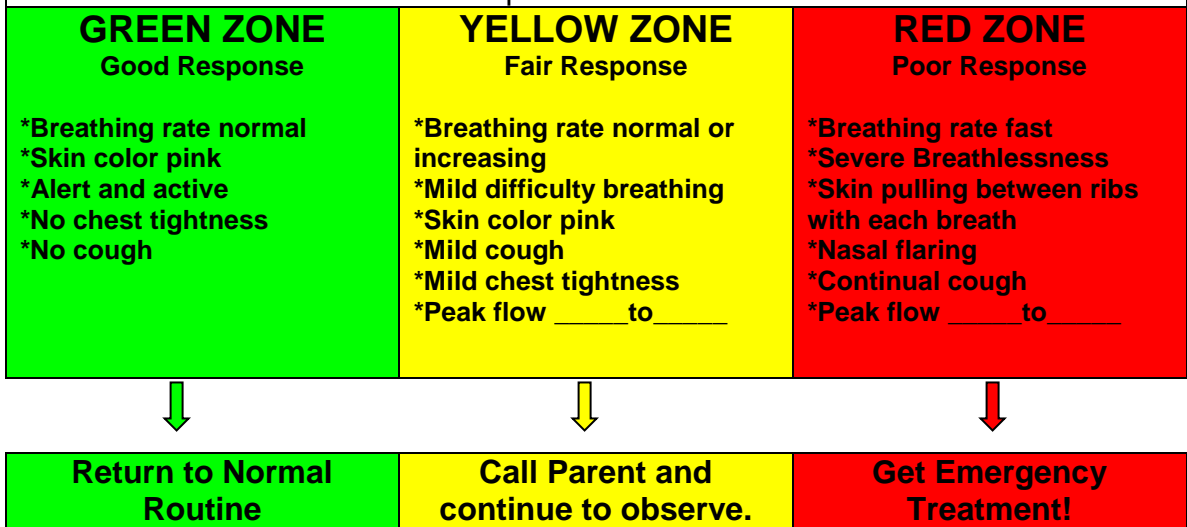 GREEN ZONE
Good Response
*Breathing rate normal
*Skin color pink
*Alert and active
*No chest tightness
*No cough
YELLOW ZONE
Fair Response
*Breathing rate normal or
increasing
*Mild difficulty breathing
*Skin color pink
*Mild cough
*Mild chest tightness
*Peak flow _____to_____
RED ZONE
Poor Response
*Breathing rate fast
*Severe Breathlessness
*Skin pulling between ribs
with each breath
*Nasal flaring
*Continual cough
*Peak flow _____to_____
Return to Normal
Routine
Call Parent and
continue to observe.
Get Emergency
Treatment!